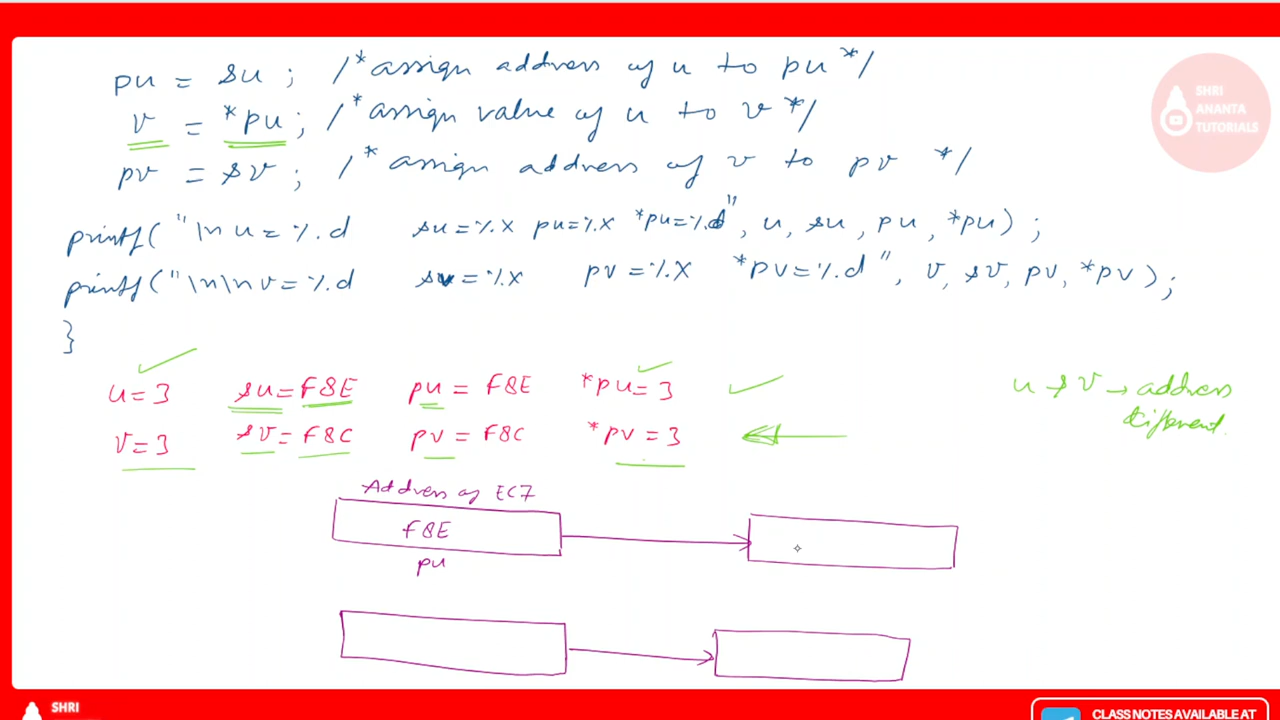 pu = &u ; /*assign address of u to pu */
v = *pu ; /*assign value of u to v */
pv = &v ; /* assign address of v to pv */
printf("\n u = %.d &u = %.x pu = %.x *pu = %.d", u, &u, pu, *pu) ;
printf("\n\n v = %.d &v = %.x pv = %.x *pv = %.d", v, &v, pv, *pv) ;
}
u = 3 &u = F8E pu = F8E *pu = 3
v = 3 &v = F8C pv = F8C *pv = 3
u & v → address
different.
Address of EC7
F8E
pu
SHRI
ANANTA
TUTORIALS
SHRI
CLASS NOTES AVAILABLE AT